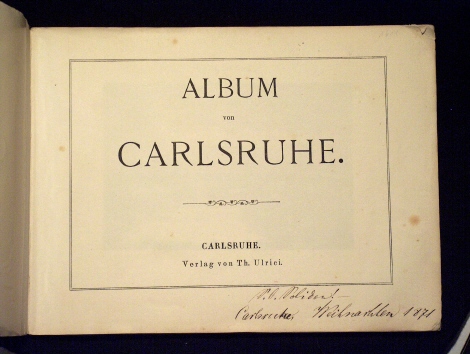 ALBUM
von
CARLSRUHE.
CARLSRUHE.
Verlag von Th. Ulrici.
Carlsruhe, Weihnachten 1871